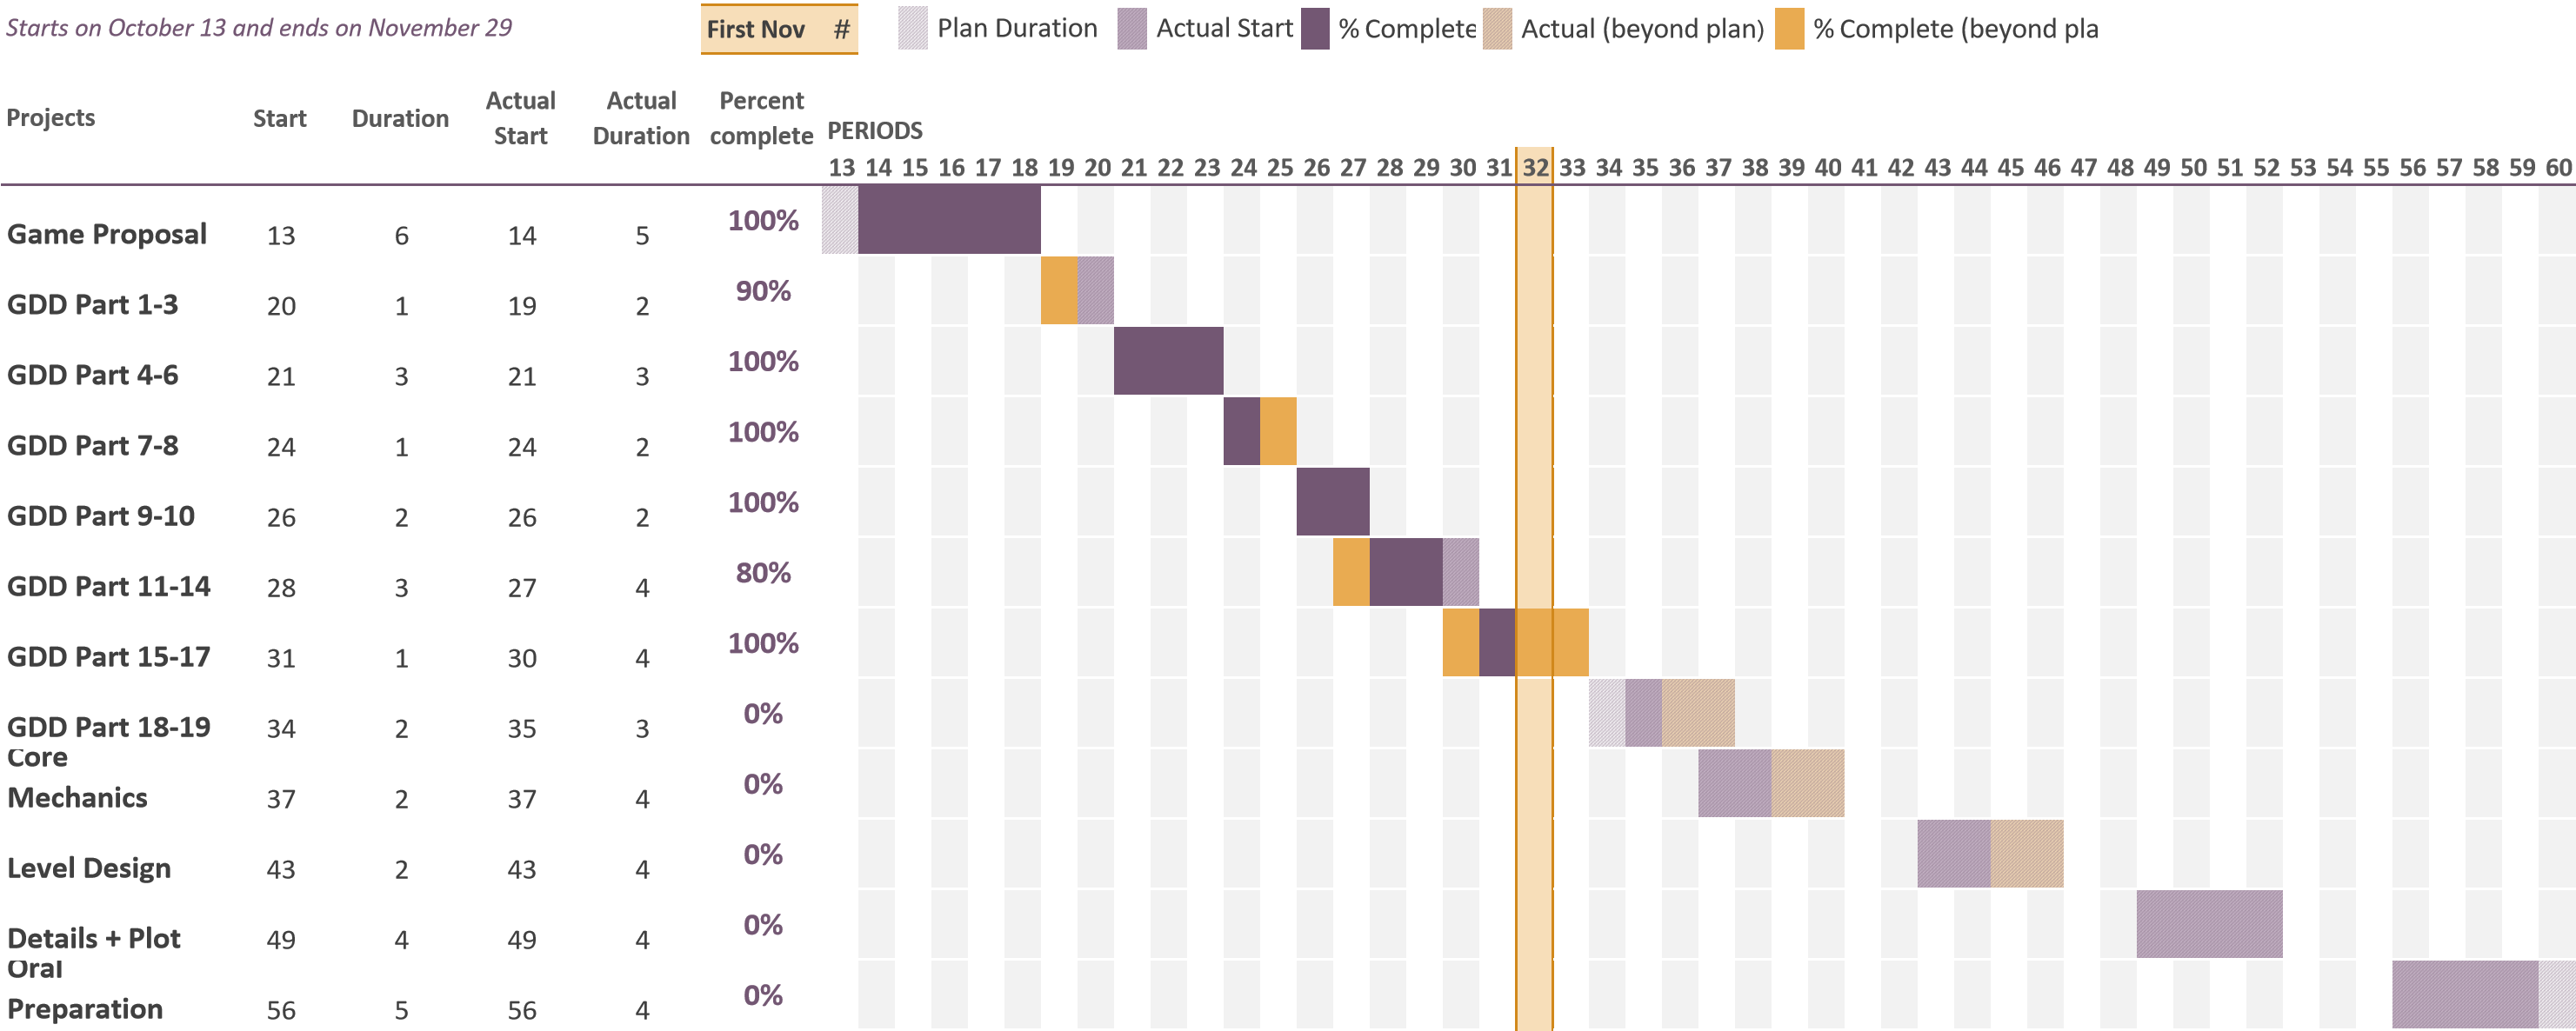 Starts on October 13 and ends on November 29 First Nov # Plan Duration Actual Start % Complete Actual (beyond plan) % Complete (beyond pla
Projects Start Duration Actual Start Actual Duration Percent complete PERIODS
13 14 15 16 17 18 19 20 21 22 23 24 25 26 27 28 29 30 31 32 33 34 35 36 37 38 39 40 41 42 43 44 45 46 47 48 49 50 51 52 53 54 55 56 57 58 59 60
Game Proposal 13 6 14 5 100%
GDD Part 1-3 20 1 19 2 90%
GDD Part 4-6 21 3 21 3 100%
GDD Part 7-8 24 1 24 2 100%
GDD Part 9-10 26 2 26 2 100%
GDD Part 11-14 28 3 27 4 80%
GDD Part 15-17 31 1 30 4 100%
GDD Part 18-19 34 2 35 3 0%
Core
Mechanics 37 2 37 4 0%
Level Design 43 2 43 4 0%
Details + Plot 49 4 49 4 0%
Oral
Preparation 56 5 56 4 0%